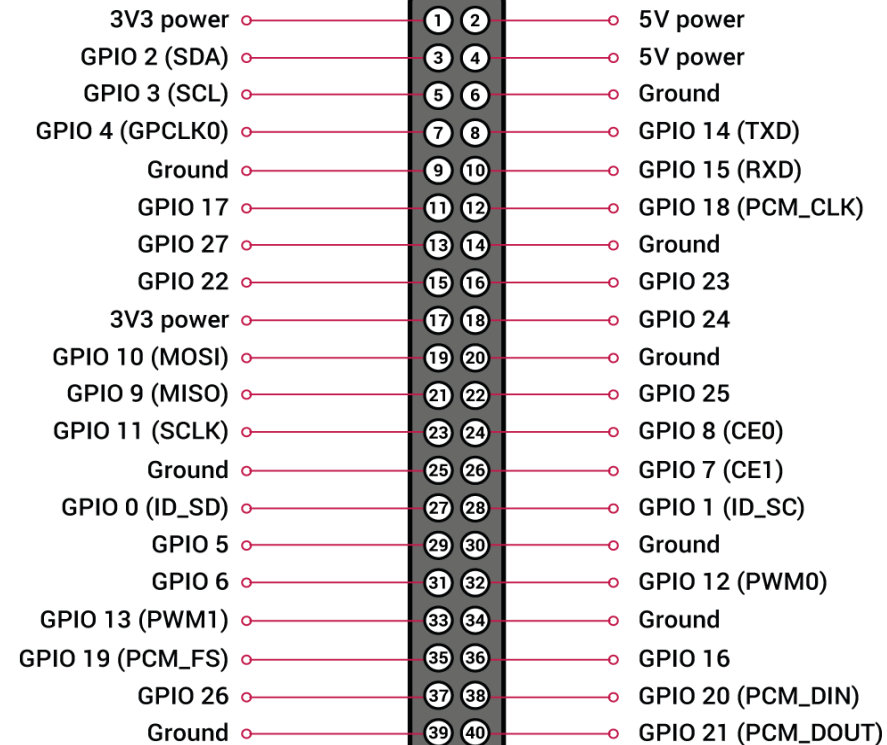 3V3 power 1 2 5V power
GPIO 2 (SDA) 3 4 5V power
GPIO 3 (SCL) 5 6 Ground
GPIO 4 (GPCLK0) 7 8 GPIO 14 (TXD)
Ground 9 10 GPIO 15 (RXD)
GPIO 17 11 12 GPIO 18 (PCM_CLK)
GPIO 27 13 14 Ground
GPIO 22 15 16 GPIO 23
3V3 power 17 18 GPIO 24
GPIO 10 (MOSI) 19 20 Ground
GPIO 9 (MISO) 21 22 GPIO 25
GPIO 11 (SCLK) 23 24 GPIO 8 (CE0)
Ground 25 26 GPIO 7 (CE1)
GPIO 0 (ID_SD) 27 28 GPIO 1 (ID_SC)
GPIO 5 29 30 Ground
GPIO 6 31 32 GPIO 12 (PWM0)
GPIO 13 (PWM1) 33 34 Ground
GPIO 19 (PCM_FS) 35 36 GPIO 16
GPIO 26 37 38 GPIO 20 (PCM_DIN)
Ground 39 40 GPIO 21 (PCM_DOUT)